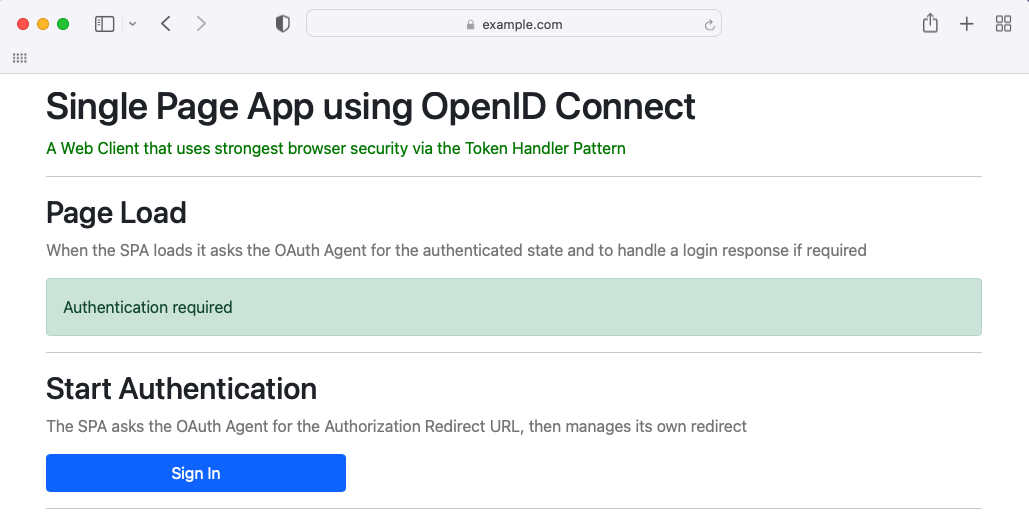 example.com
Single Page App using OpenID Connect
A Web Client that uses strongest browser security via the Token Handler Pattern
Page Load
When the SPA loads it asks the OAuth Agent for the authenticated state and to handle a login response if required
Authentication required
Start Authentication
The SPA asks the OAuth Agent for the Authorization Redirect URL, then manages its own redirect
Sign In